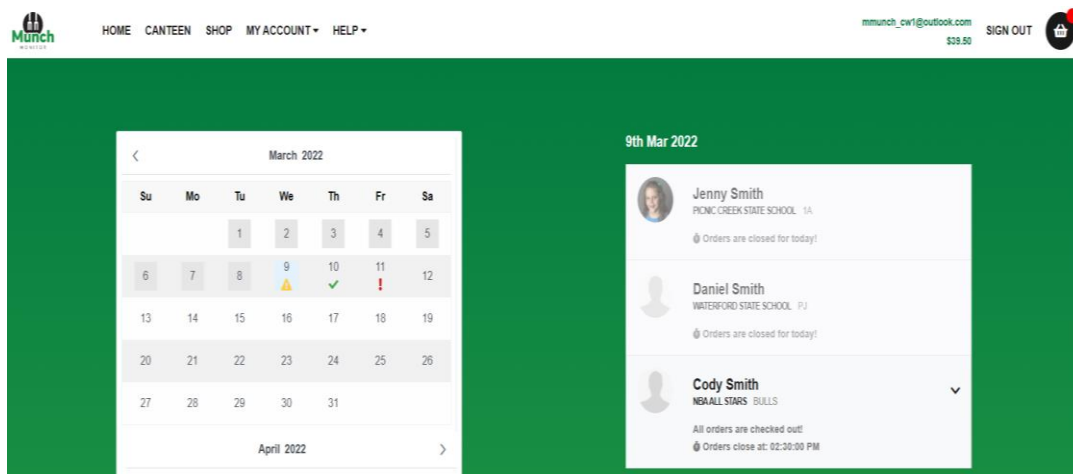 Munch
MONITOR
HOME CANTEEN SHOP MY ACCOUNT HELP
mmunch_cw1@outlook.com
$39.50
SIGN OUT
March 2022
Su Mo Tu We Th Fr Sa
1 2 3 4 5
6 7 8 9 10 11 12
13 14 15 16 17 18 19
20 21 22 23 24 25 26
27 28 29 30 31
April 2022
9th Mar 2022
Jenny Smith
PICNIC CREEK STATE SCHOOL 1A
Orders are closed for today!
Daniel Smith
WATERFORD STATE SCHOOL PJ
Orders are closed for today!
Cody Smith
NBA ALL STARS BULLS
All orders are checked out!
Orders close at: 02:30:00 PM